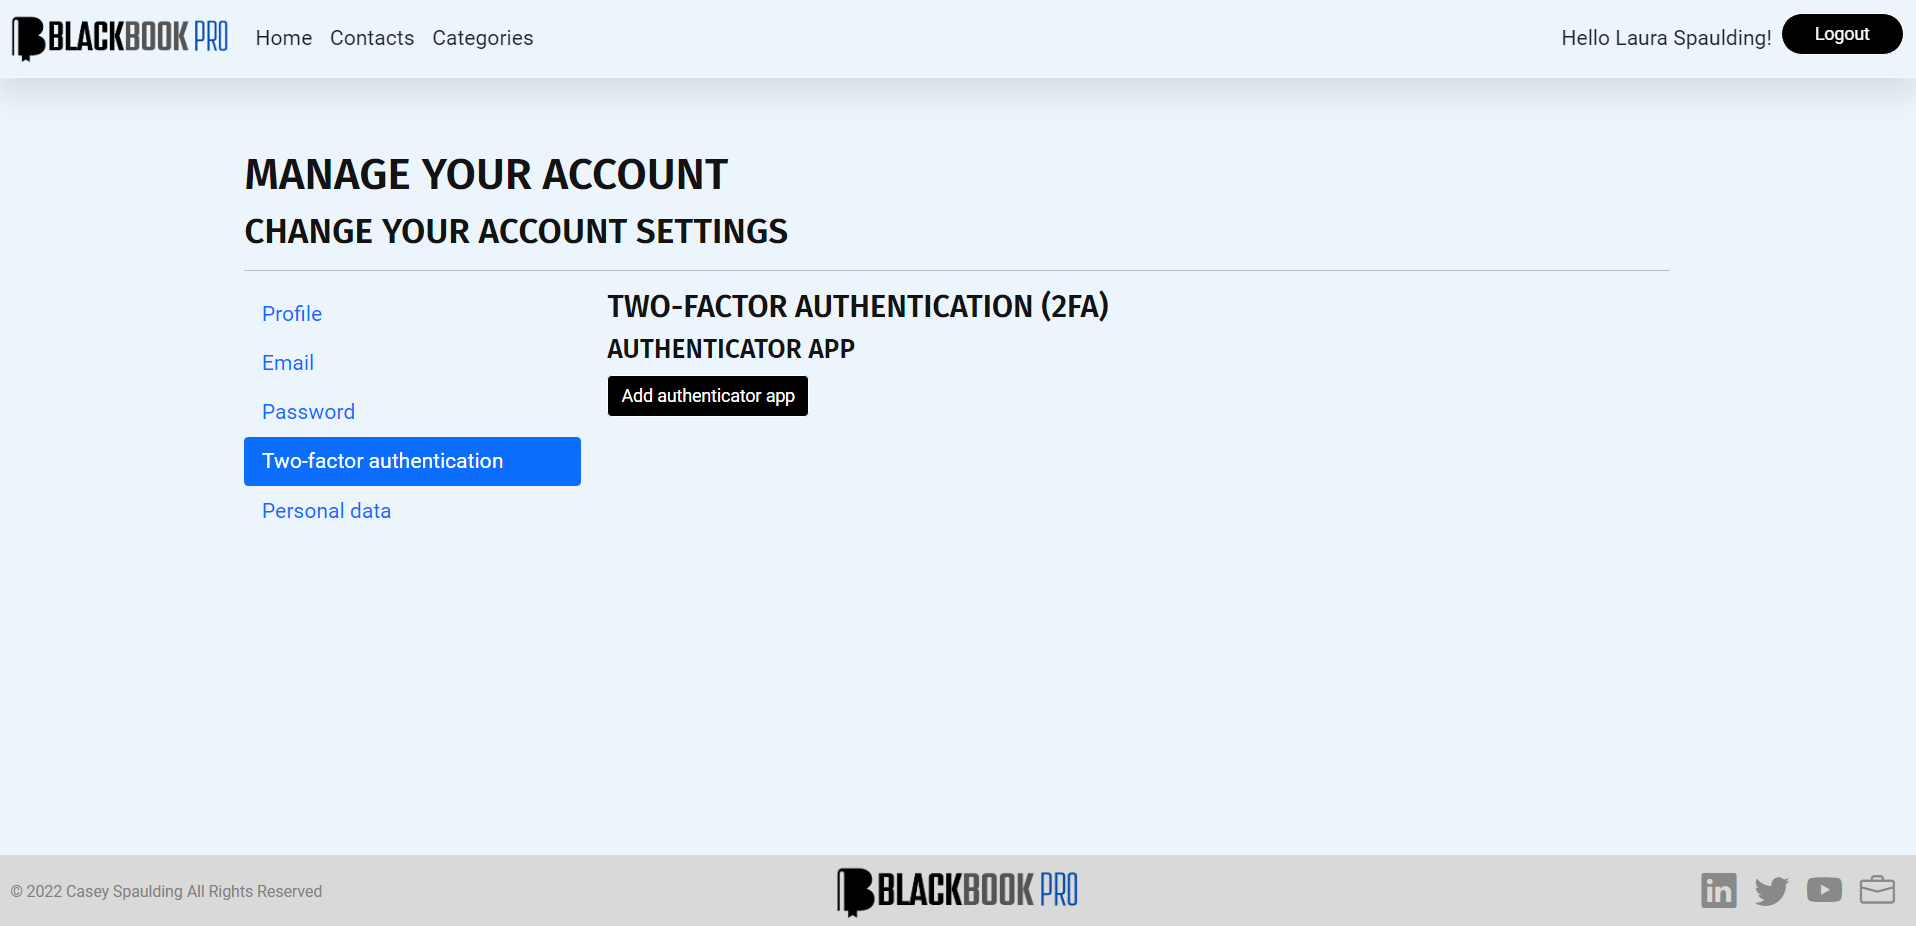 BLACKBOOK PRO Home Contacts Categories Hello Laura Spaulding! Logout
MANAGE YOUR ACCOUNT
CHANGE YOUR ACCOUNT SETTINGS
Profile
Email
Password
Two-factor authentication
Personal data
TWO-FACTOR AUTHENTICATION (2FA)
AUTHENTICATOR APP
Add authenticator app
© 2022 Casey Spaulding All Rights Reserved BLACKBOOK PRO in